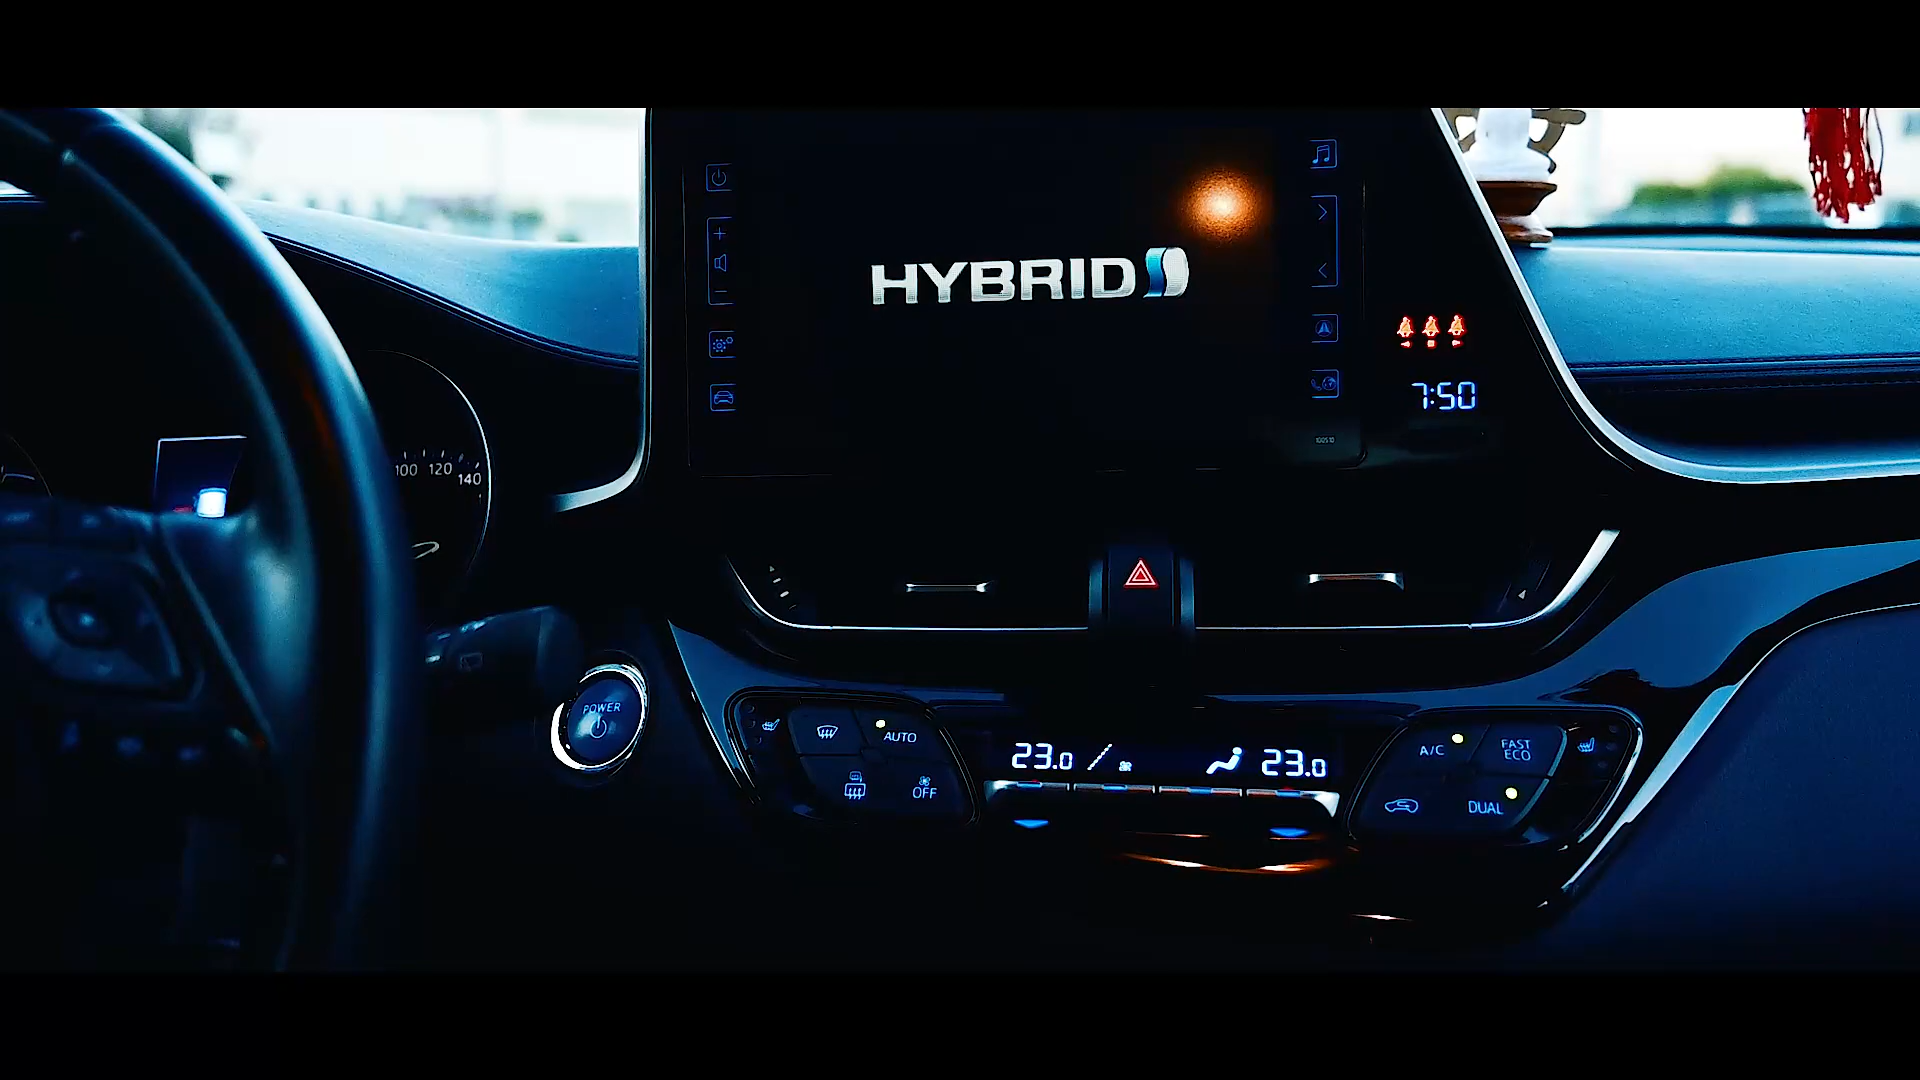 HYBRID
7:50
100 120 140
POWER
AUTO
OFF
23.0
23.0
A/C
FAST
ECO
DUAL